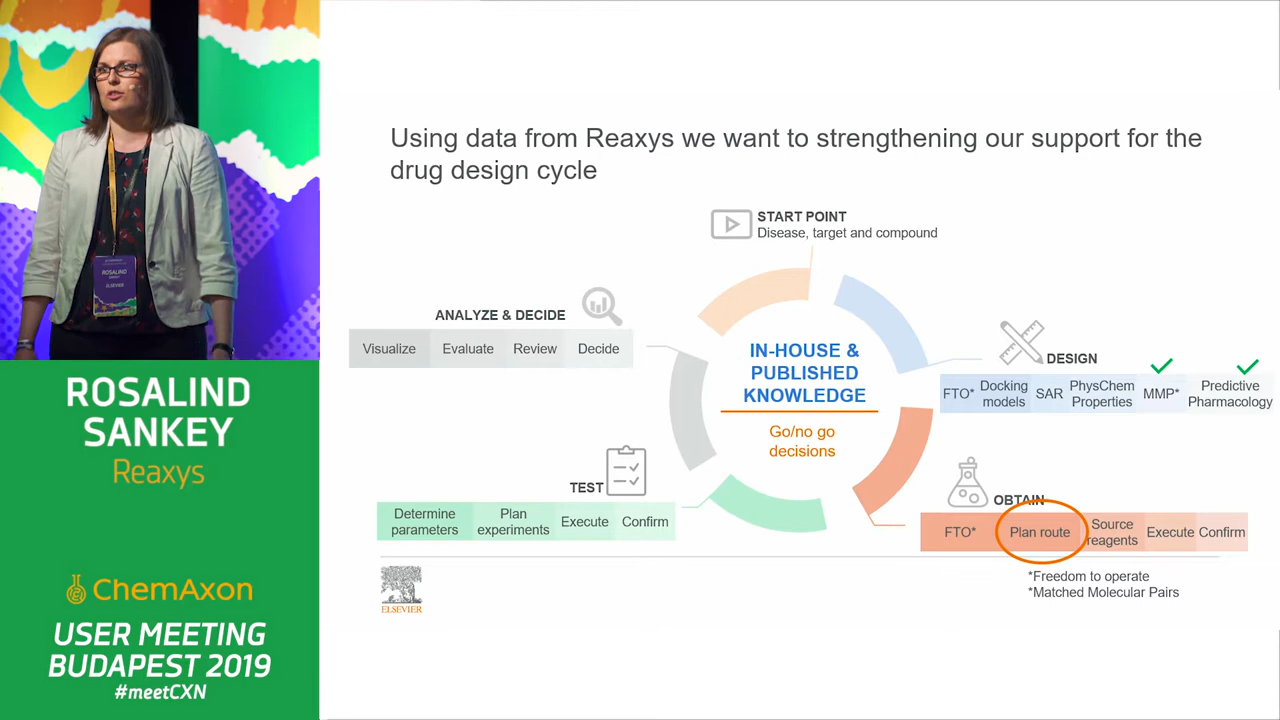 ROSALIND
SANKEY
ELSEVIER
ROSALIND
SANKEY
Reaxys
ChemAxon
USER MEETING
BUDAPEST 2019
#meetCXN
Using data from Reaxys we want to strengthening our support for the
drug design cycle
START POINT
Disease, target and compound
ANALYZE & DECIDE
Visualize Evaluate Review Decide
IN-HOUSE &
PUBLISHED
KNOWLEDGE
Go/no go
decisions
DESIGN
FTO* Docking models SAR PhysChem Properties MMP* Predictive Pharmacology
TEST
Determine parameters Plan experiments Execute Confirm
OBTAIN
FTO* Plan route Source reagents Execute Confirm
*Freedom to operate
*Matched Molecular Pairs
ELSEVIER